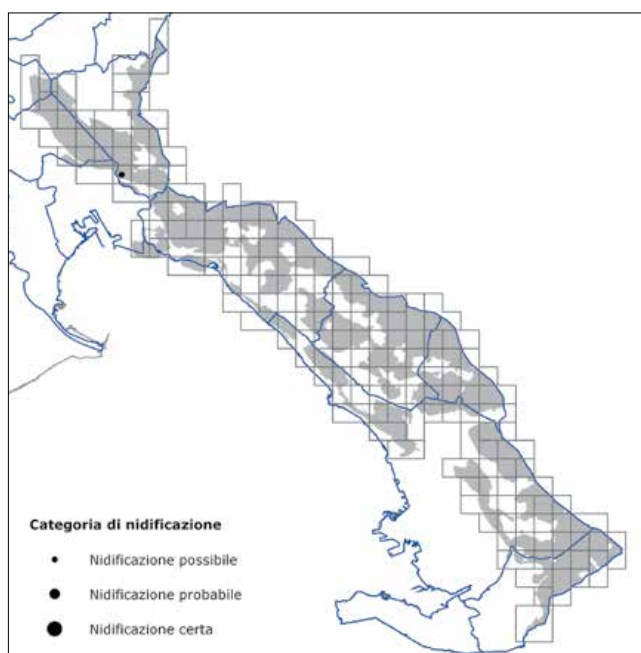 Categoria di nidificazione
Nidificazione possibile
Nidificazione probabile
Nidificazione certa